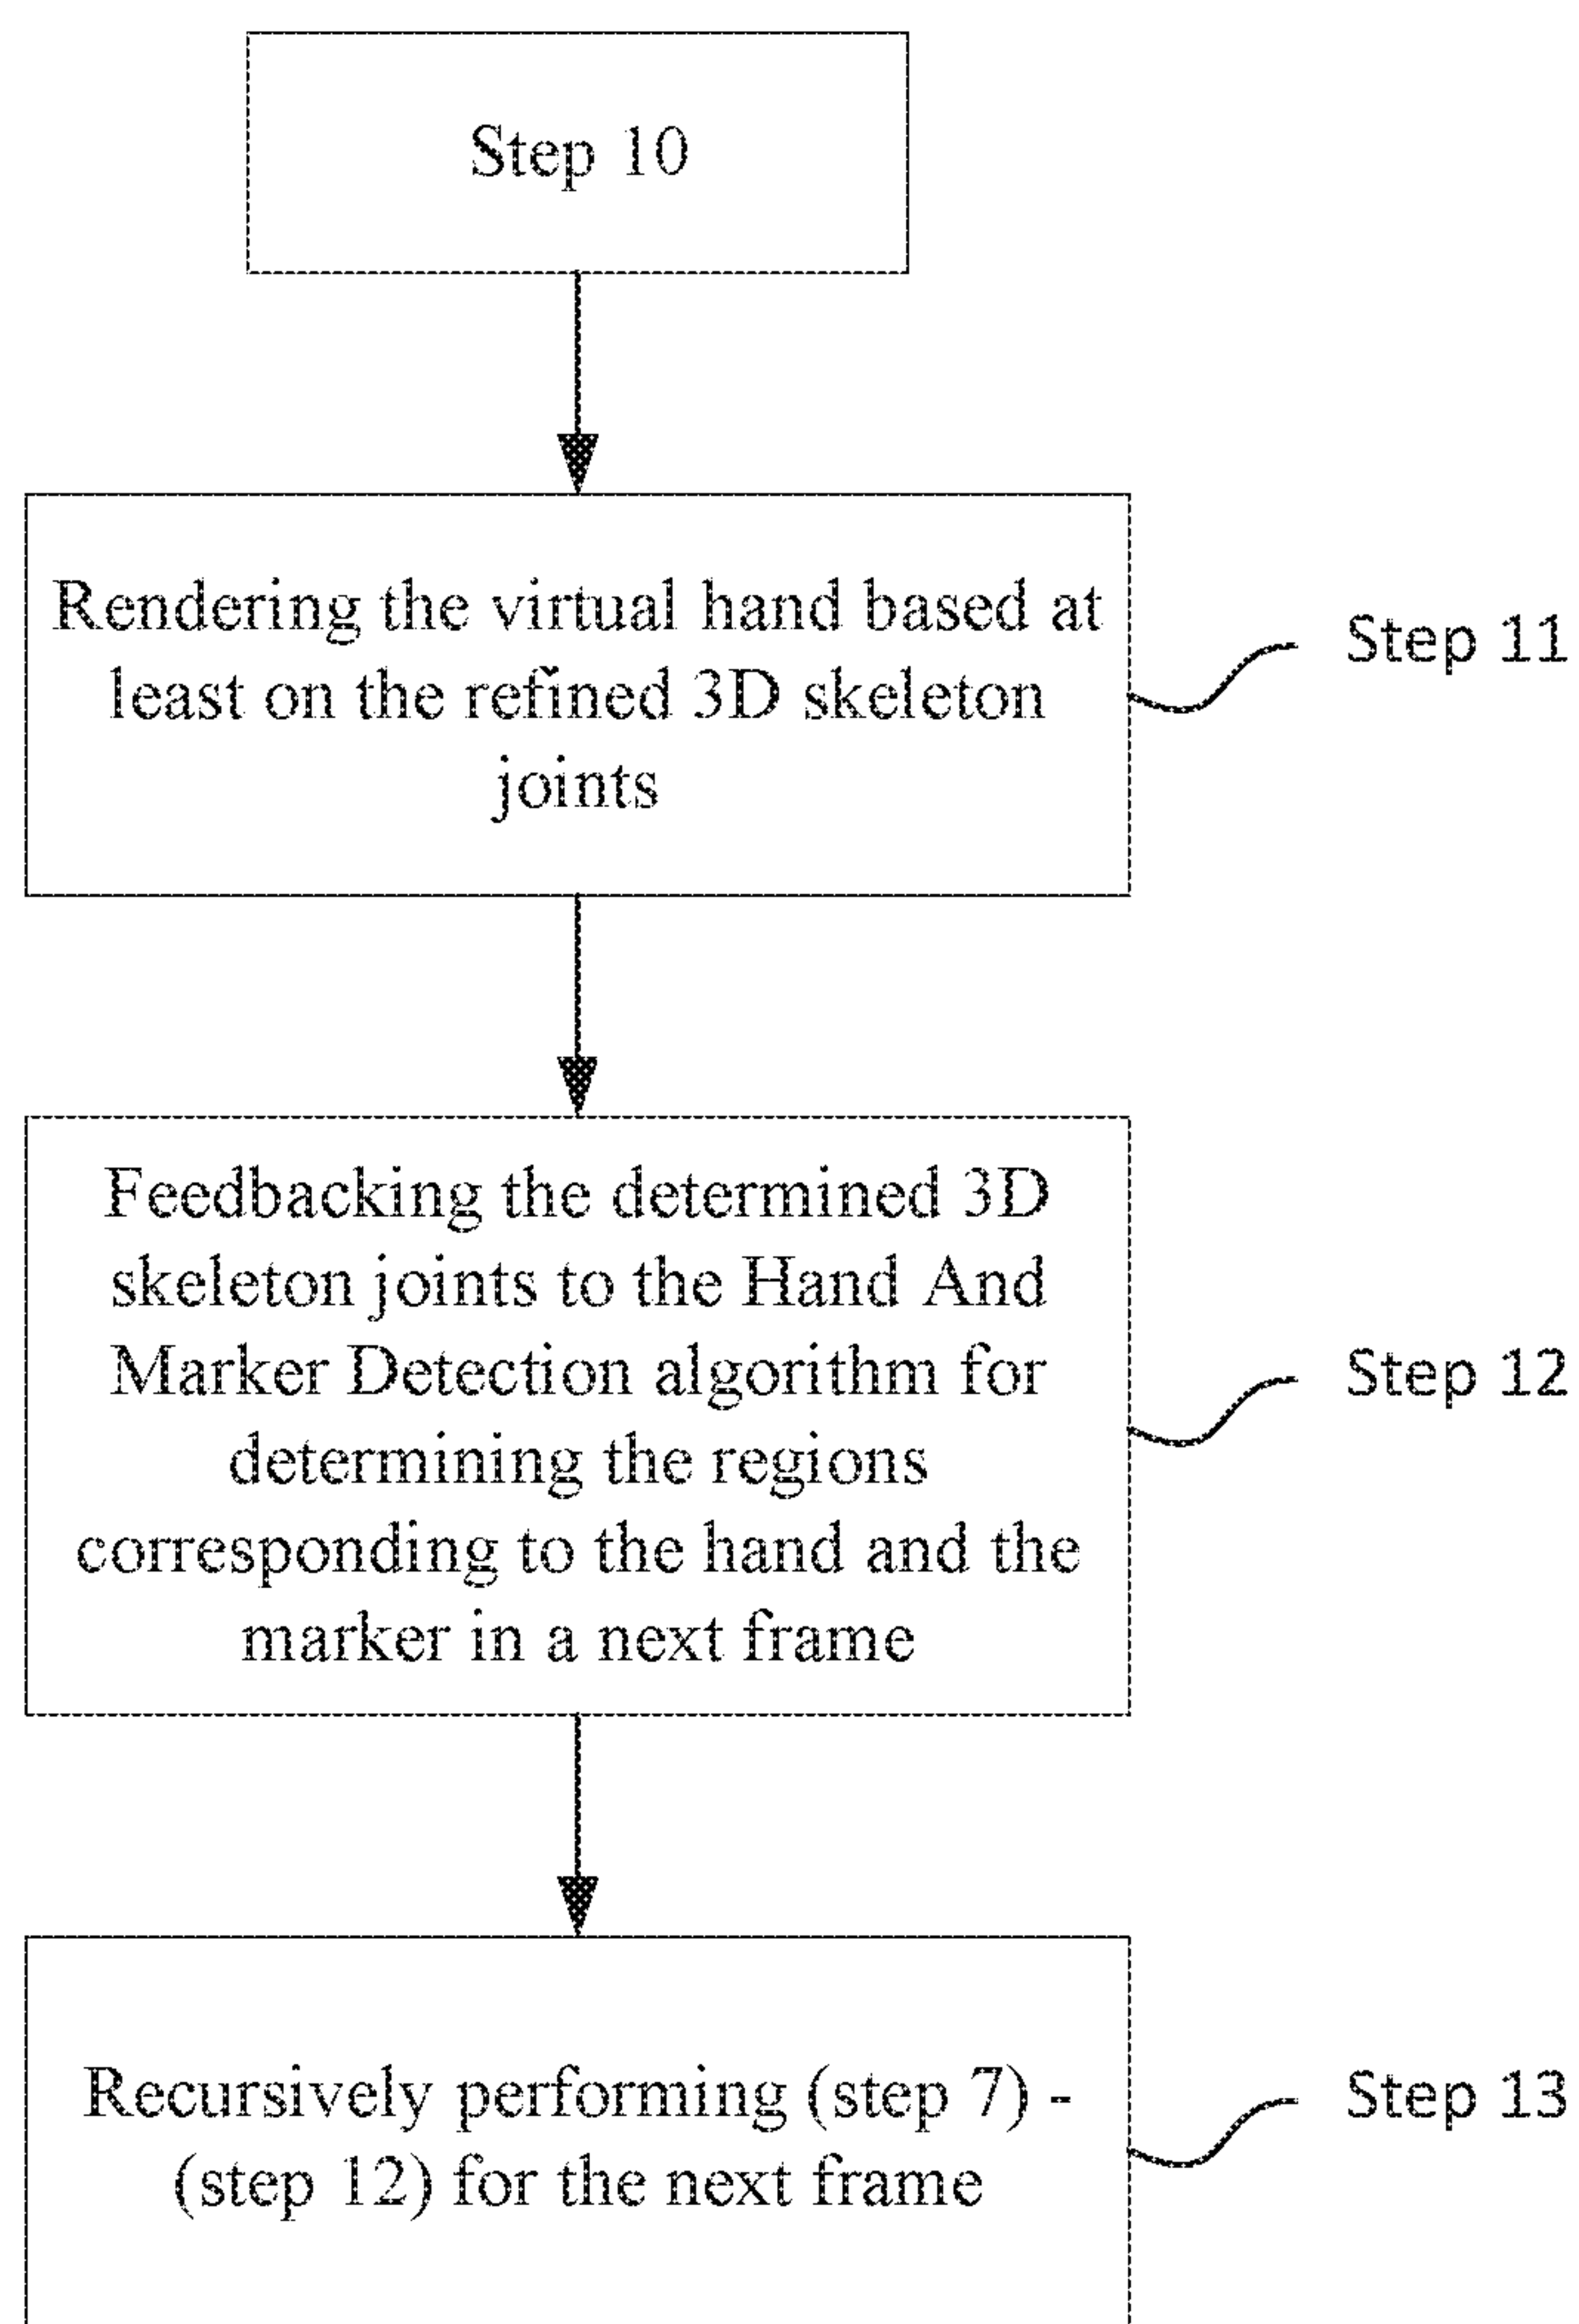 Step 10
Rendering the virtual hand based at
least on the refined 3D skeleton
joints
Step 11
Feedbacking the determined 3D
skeleton joints to the Hand And
Marker Detection algorithm for
determining the regions
corresponding to the hand and the
marker in a next frame
Step 12
Recursively performing (step 7) -
(step 12) for the next frame
Step 13